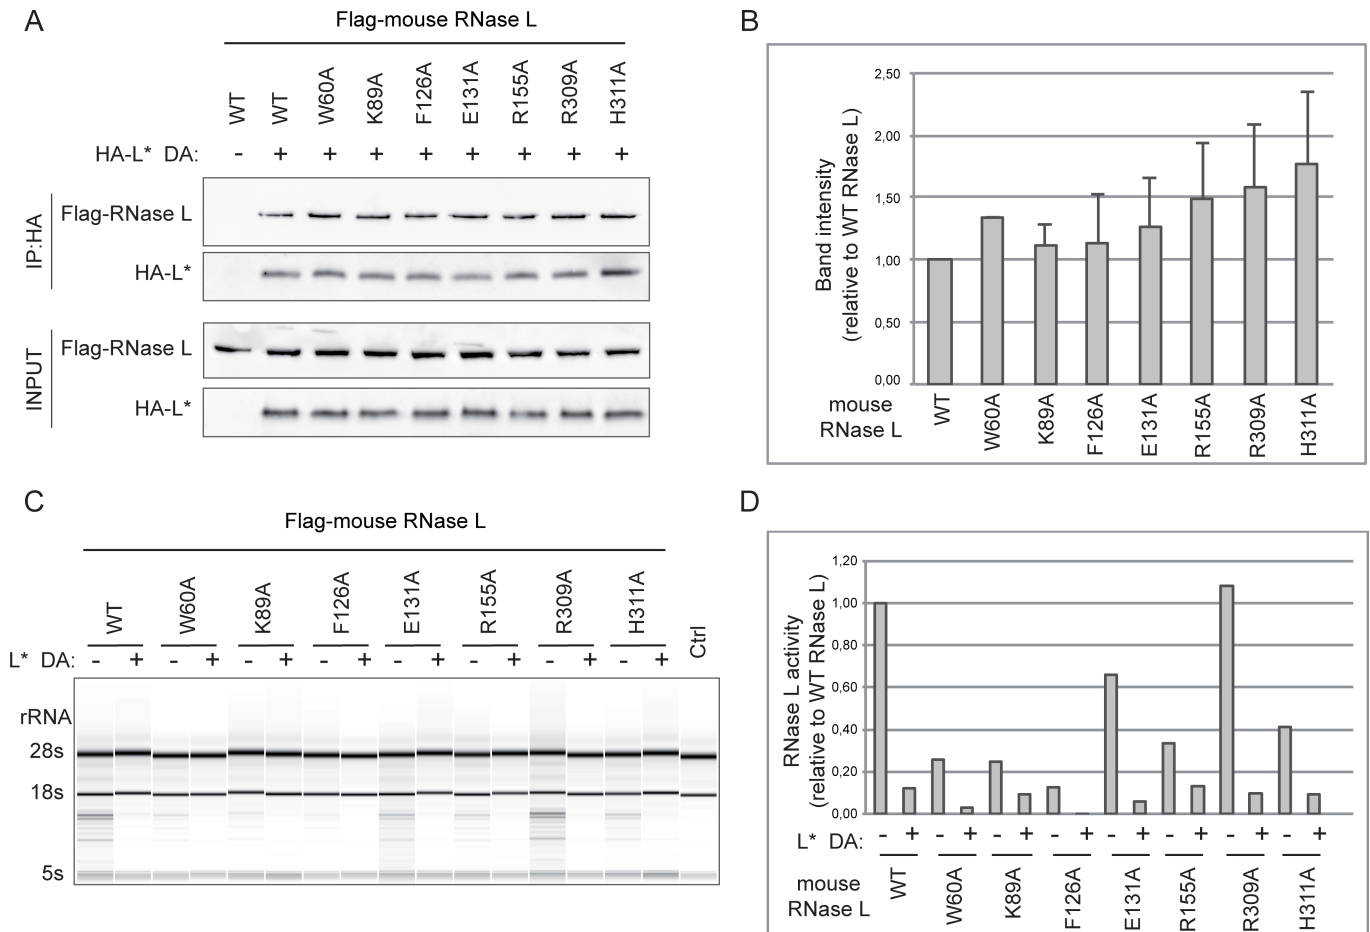 A
Flag-mouse RNase L
WT WT W60A K89A F126A E131A R155A R309A H311A
HA-L* DA: - + + + + + + + +
IP:HA
Flag-RNase L
HA-L*
INPUT
Flag-RNase L
HA-L*
B
Band intensity
(relative to WT RNase L)
2,50
2,00
1,50
1,00
0,50
0,00
mouse
RNase L
WT W60A K89A F126A E131A R155A R309A H311A
C
Flag-mouse RNase L
WT W60A K89A F126A E131A R155A R309A H311A Ctrl
L* DA: - + - + - + - + - + - + - + - +
rRNA
28s
18s
5s
D
RNase L activity
(relative to WT RNase L)
1,20
1,00
0,80
0,60
0,40
0,20
0,00
L* DA: - + - + - + - + - + - + - + - +
mouse
RNase L
WT W60A K89A F126A E131A R155A R309A H311A